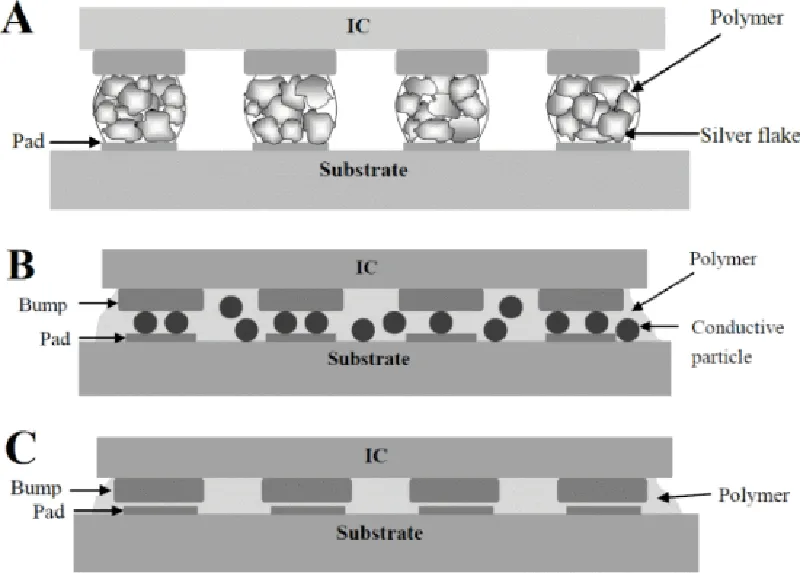 A
IC
Polymer
Pad
Silver flake
Substrate
B
IC
Polymer
Bump
Conductive
particle
Pad
Substrate
C
IC
Bump
Polymer
Pad
Substrate